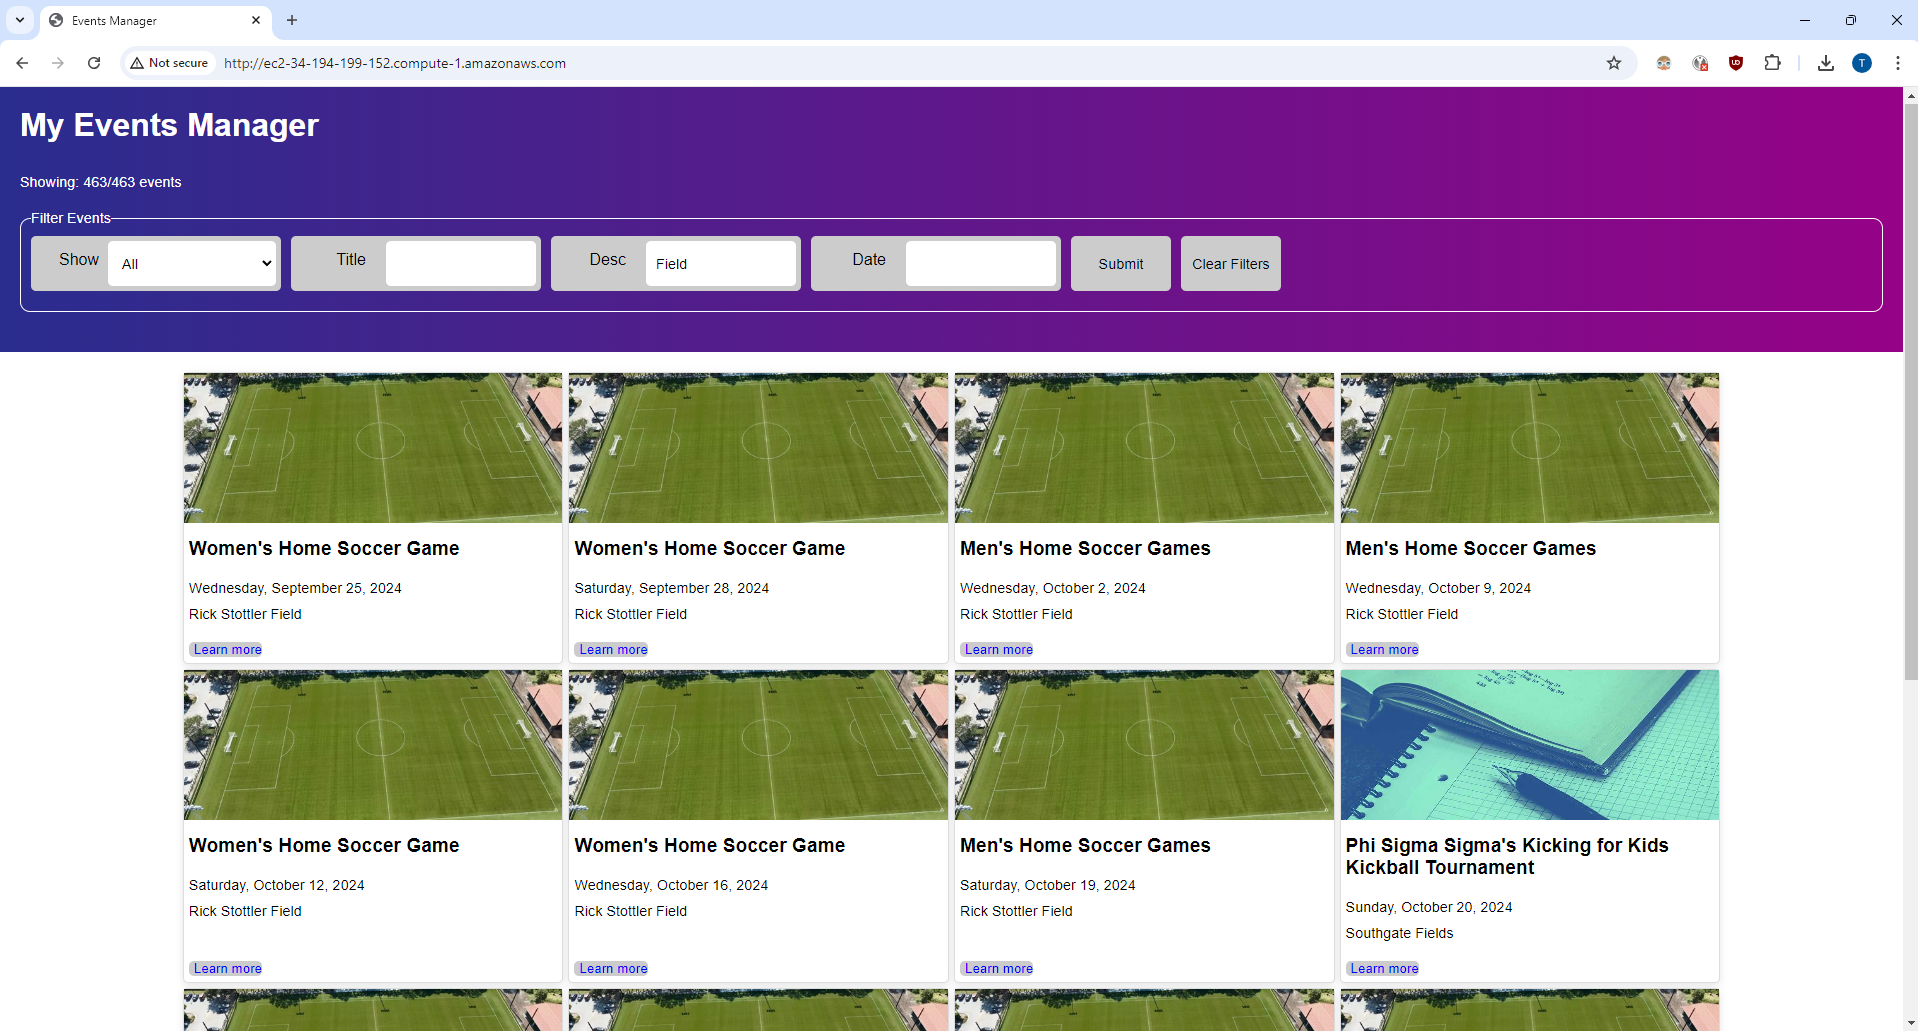 Events Manager
Not secure
http://ec2-34-194-199-152.compute-1.amazonaws.com
T
My Events Manager
Showing: 463/463 events
Filter Events
Show All Title Desc Field Date Submit Clear Filters
Women's Home Soccer Game
Wednesday, September 25, 2024
Rick Stottler Field
Learn more
Women's Home Soccer Game
Saturday, September 28, 2024
Rick Stottler Field
Learn more
Men's Home Soccer Games
Wednesday, October 2, 2024
Rick Stottler Field
Learn more
Men's Home Soccer Games
Wednesday, October 9, 2024
Rick Stottler Field
Learn more
Women's Home Soccer Game
Saturday, October 12, 2024
Rick Stottler Field
Learn more
Women's Home Soccer Game
Wednesday, October 16, 2024
Rick Stottler Field
Learn more
Men's Home Soccer Games
Saturday, October 19, 2024
Rick Stottler Field
Learn more
Phi Sigma Sigma's Kicking for Kids
Kickball Tournament
Sunday, October 20, 2024
Southgate Fields
Learn more